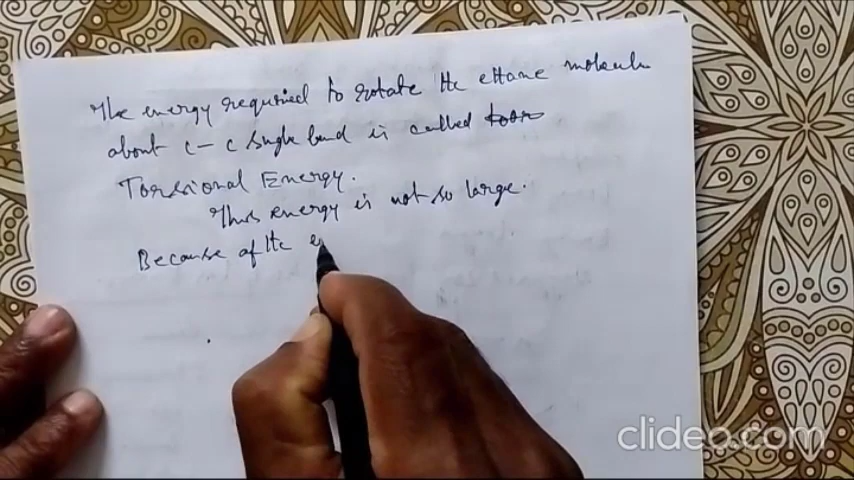 The energy required to rotate the ethane molecule
about c-c single bond is called
Torsional Energy.
This energy is not so large.
Because of the e
clideo.com